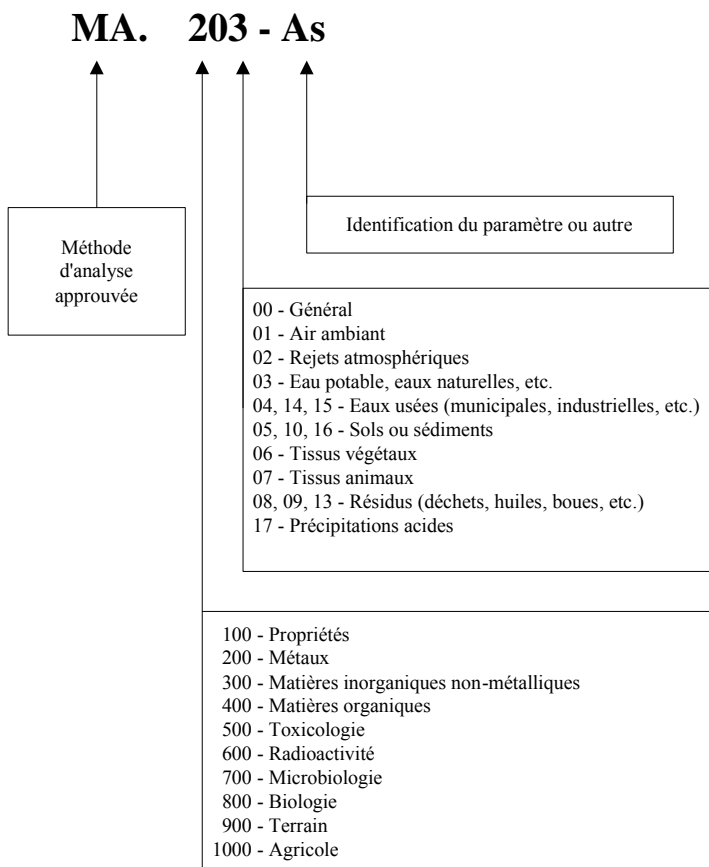 MA. 203 - As
Méthode
d'analyse
approuvée
Identification du paramètre ou autre
00 - Général
01 - Air ambiant
02 - Rejets atmosphériques
03 - Eau potable, eaux naturelles, etc.
04, 14, 15 - Eaux usées (municipales, industrielles, etc.)
05, 10, 16 - Sols ou sédiments
06 - Tissus végétaux
07 - Tissus animaux
08, 09, 13 - Résidus (déchets, huiles, boues, etc.)
17 - Précipitations acides
100 - Propriétés
200 - Métaux
300 - Matières inorganiques non-métalliques
400 - Matières organiques
500 - Toxicologie
600 - Radioactivité
700 - Microbiologie
800 - Biologie
900 - Terrain
1000 - Agricole